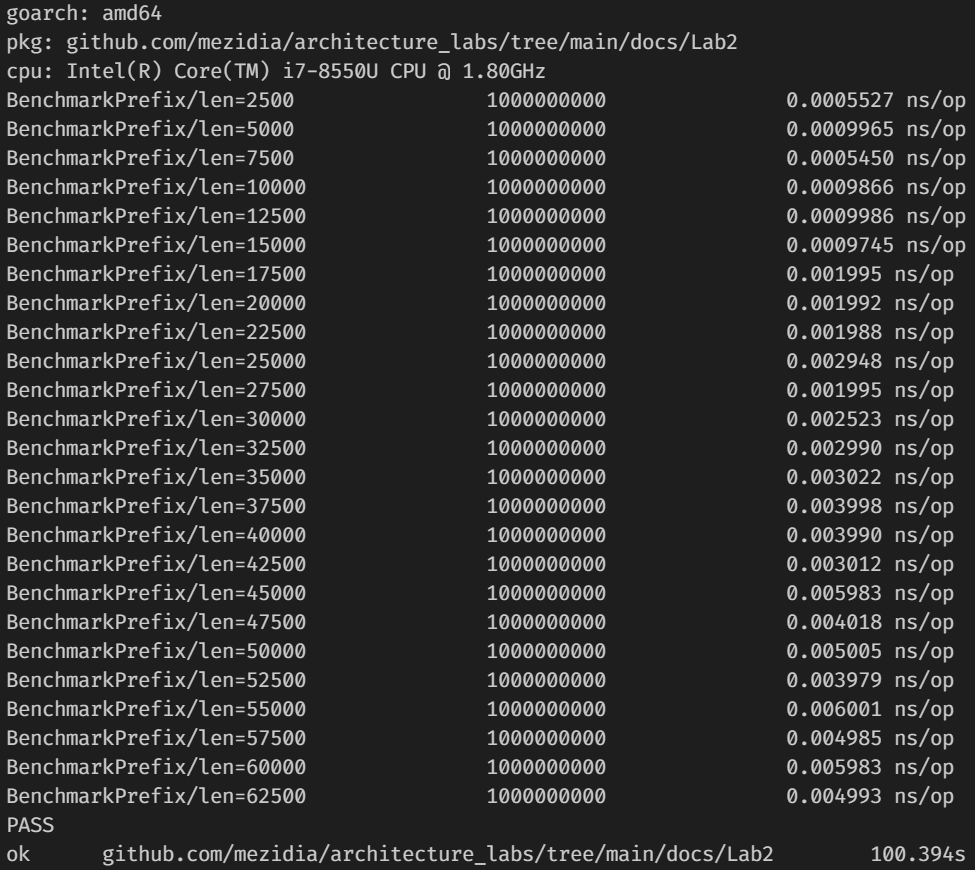 goarch: amd64
pkg: github.com/mezidia/architecture_labs/tree/main/docs/Lab2
cpu: Intel(R) Core(TM) i7-8550U CPU @ 1.80GHz
BenchmarkPrefix/len=2500 1000000000 0.0005527 ns/op
BenchmarkPrefix/len=5000 1000000000 0.0009965 ns/op
BenchmarkPrefix/len=7500 1000000000 0.0005450 ns/op
BenchmarkPrefix/len=10000 1000000000 0.0009866 ns/op
BenchmarkPrefix/len=12500 1000000000 0.0009986 ns/op
BenchmarkPrefix/len=15000 1000000000 0.0009745 ns/op
BenchmarkPrefix/len=17500 1000000000 0.001995 ns/op
BenchmarkPrefix/len=20000 1000000000 0.001992 ns/op
BenchmarkPrefix/len=22500 1000000000 0.001988 ns/op
BenchmarkPrefix/len=25000 1000000000 0.002948 ns/op
BenchmarkPrefix/len=27500 1000000000 0.001995 ns/op
BenchmarkPrefix/len=30000 1000000000 0.002523 ns/op
BenchmarkPrefix/len=32500 1000000000 0.002990 ns/op
BenchmarkPrefix/len=35000 1000000000 0.003022 ns/op
BenchmarkPrefix/len=37500 1000000000 0.003998 ns/op
BenchmarkPrefix/len=40000 1000000000 0.003990 ns/op
BenchmarkPrefix/len=42500 1000000000 0.003012 ns/op
BenchmarkPrefix/len=45000 1000000000 0.005983 ns/op
BenchmarkPrefix/len=47500 1000000000 0.004018 ns/op
BenchmarkPrefix/len=50000 1000000000 0.005005 ns/op
BenchmarkPrefix/len=52500 1000000000 0.003979 ns/op
BenchmarkPrefix/len=55000 1000000000 0.006001 ns/op
BenchmarkPrefix/len=57500 1000000000 0.004985 ns/op
BenchmarkPrefix/len=60000 1000000000 0.005983 ns/op
BenchmarkPrefix/len=62500 1000000000 0.004993 ns/op
PASS
ok github.com/mezidia/architecture_labs/tree/main/docs/Lab2 100.394s